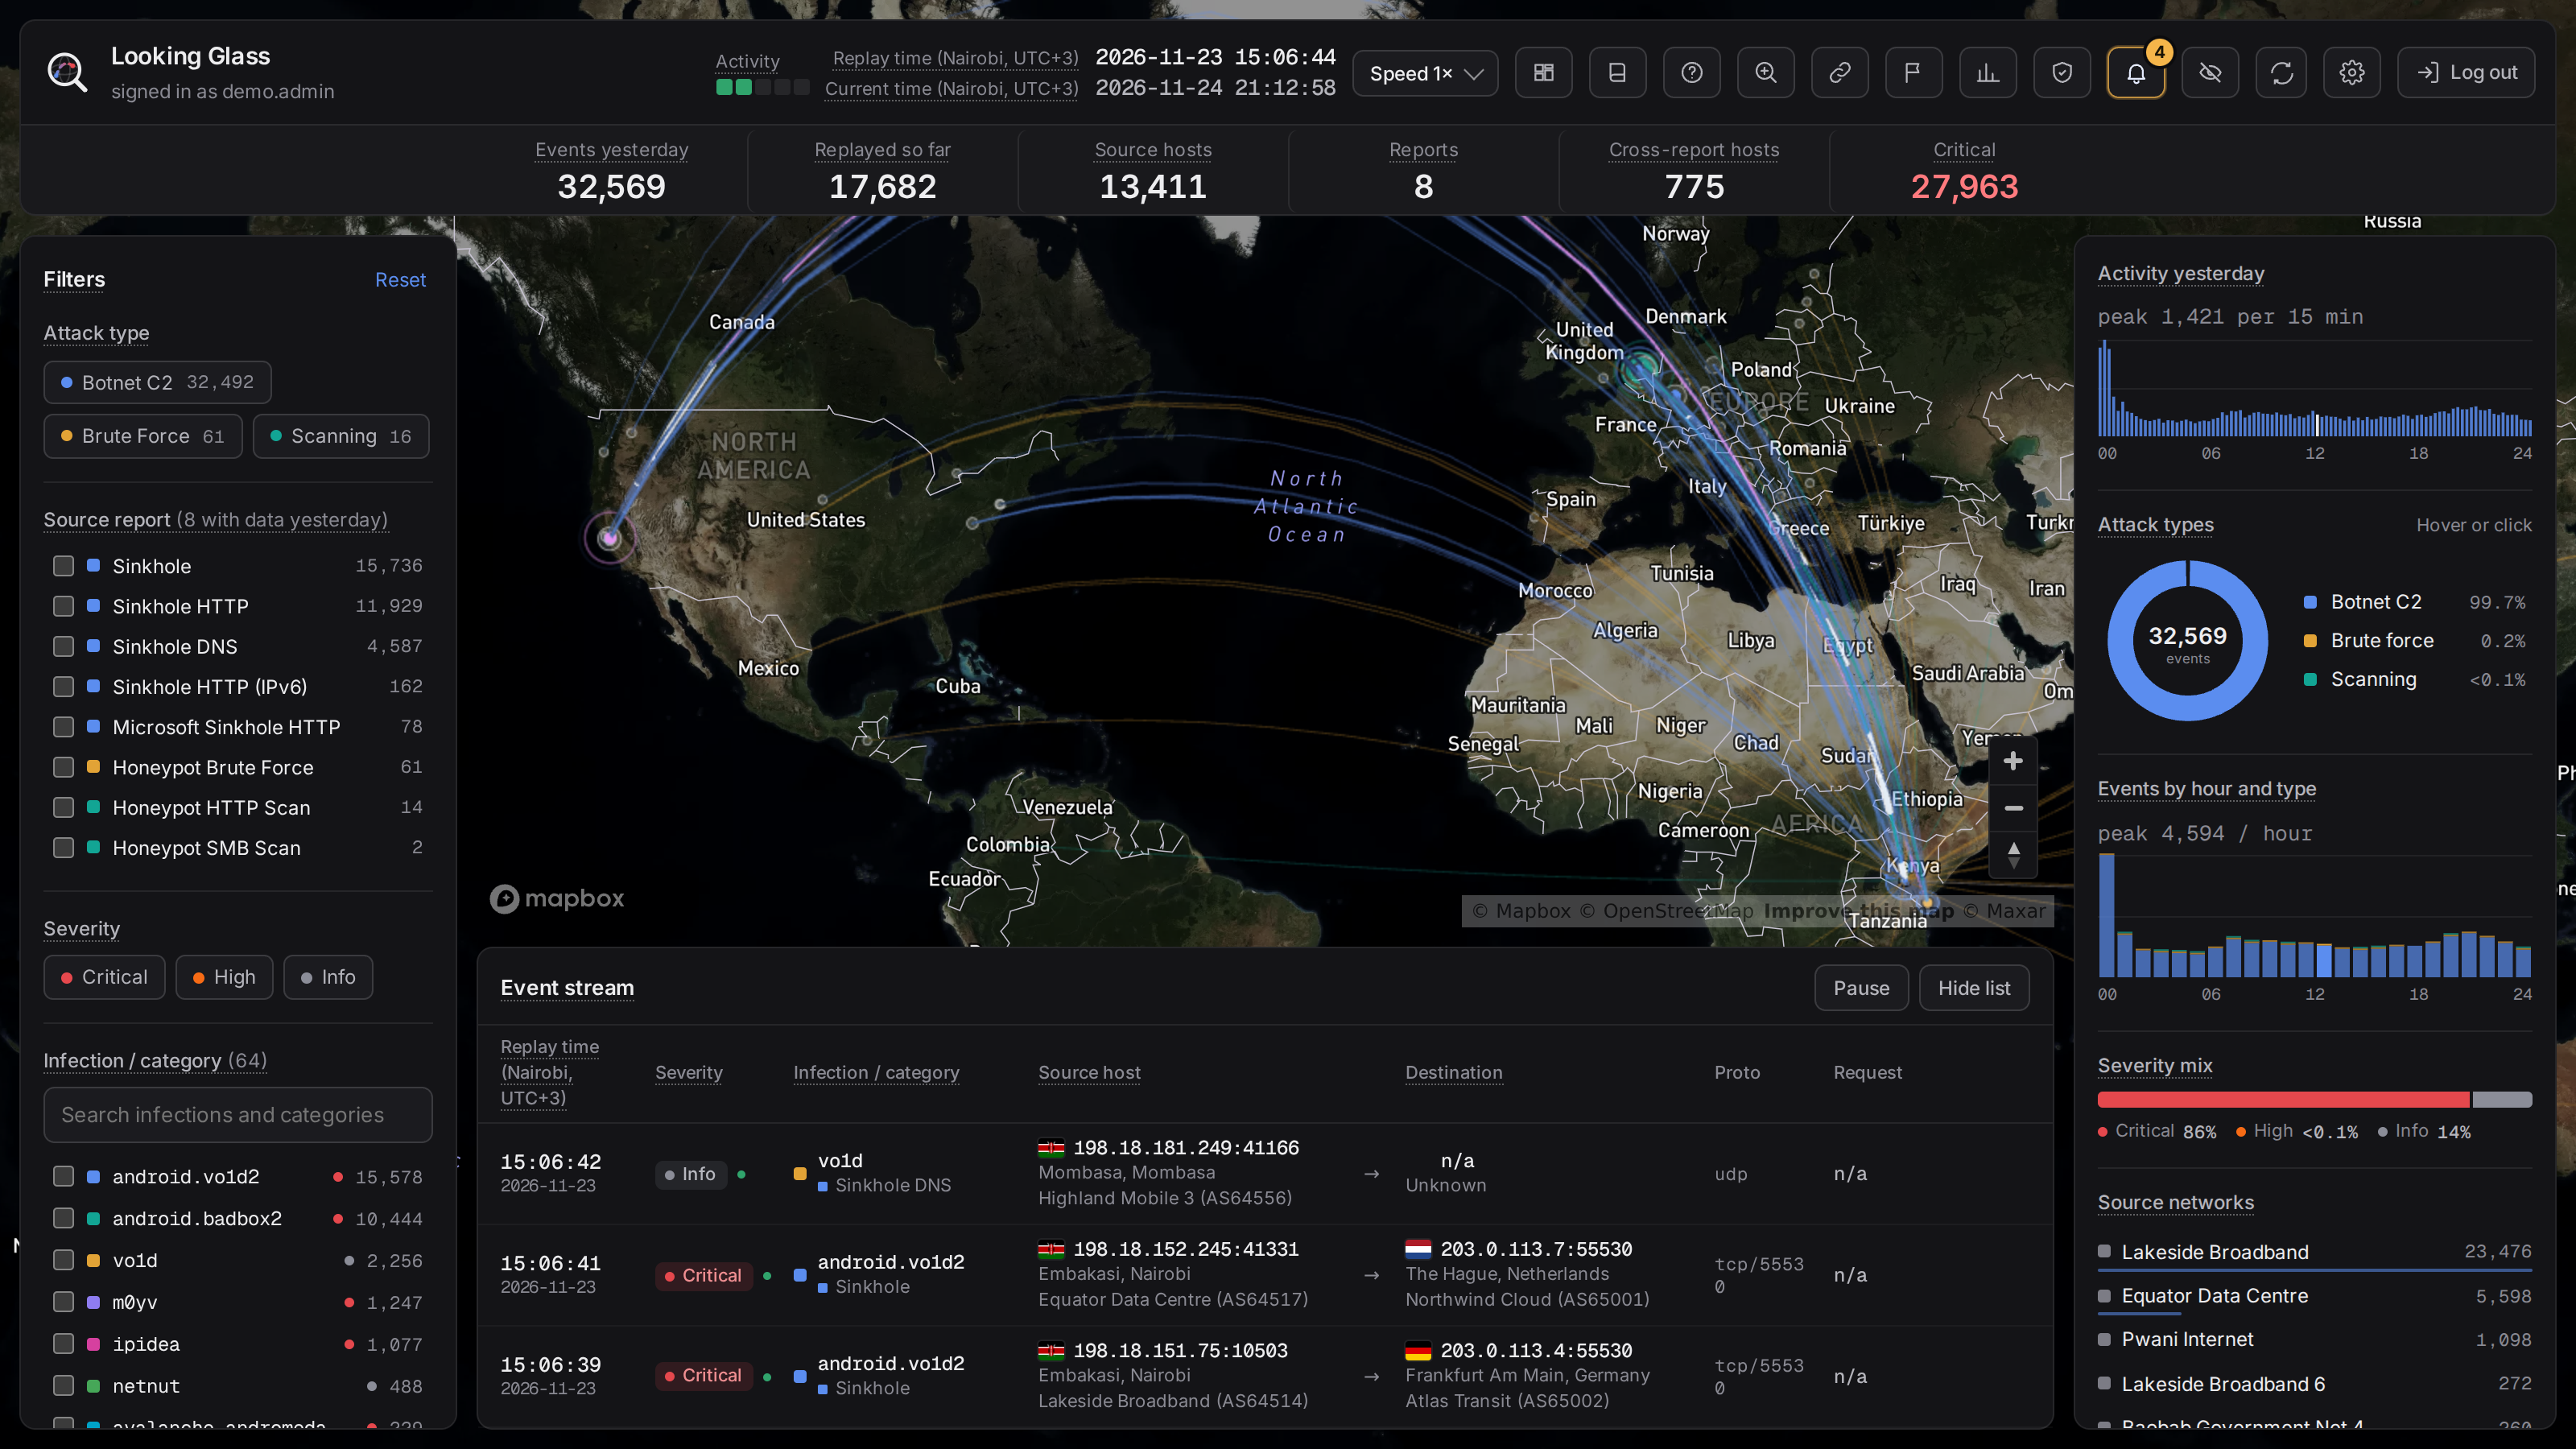 Looking Glass
signed in as demo.admin
Activity
Replay time (Nairobi, UTC+3) 2026-11-23 15:06:44
Current time (Nairobi, UTC+3) 2026-11-24 21:12:58
Speed 1×
4
Log out
Events yesterday
32,569
Replayed so far
17,682
Source hosts
13,411
Reports
8
Cross-report hosts
775
Critical
27,963
Filters
Reset
Attack type
Botnet C2 32,492
Brute Force 61
Scanning 16
Source report (8 with data yesterday)
Sinkhole 15,736
Sinkhole HTTP 11,929
Sinkhole DNS 4,587
Sinkhole HTTP (IPv6) 162
Microsoft Sinkhole HTTP 78
Honeypot Brute Force 61
Honeypot HTTP Scan 14
Honeypot SMB Scan 2
Severity
Critical
High
Info
Infection / category (64)
Search infections and categories
android.vo1d2 15,578
android.badbox2 10,444
vo1d 2,256
m0yv 1,247
ipidea 1,077
netnut 488
Russia
Norway
Canada
United
Kingdom
Denmark
Poland
EUROPE
Ukraine
France
Romania
NORTH
AMERICA
Italy
North
Atlantic
Ocean
Spain
United States
Greece
Türkiye
Tunisia
Iraq
Iran
Morocco
Algeria
Libya
Egypt
Mexico
Saudi Arabia
Cuba
Mauritania
Mali
Niger
Chad
Senegal
Sudan
Nigeria
Ethiopia
Venezuela
Cameroon
AFRICA
Colombia
Kenya
Ecuador
mapbox
© Mapbox © OpenStreetMap Improve this map © Maxar
Tanzania
Event stream
Pause
Hide list
Replay time
(Nairobi,
UTC+3)
Severity
Infection / category
Source host
Destination
Proto
Request
15:06:42
2026-11-23
Info
vo1d
Sinkhole DNS
198.18.181.249:41166
Mombasa, Mombasa
Highland Mobile 3 (AS64556)
→
n/a
Unknown
udp
n/a
15:06:41
2026-11-23
Critical
android.vo1d2
Sinkhole
198.18.152.245:41331
Embakasi, Nairobi
Equator Data Centre (AS64517)
→
203.0.113.7:55530
The Hague, Netherlands
Northwind Cloud (AS65001)
tcp/5553
0
n/a
15:06:39
2026-11-23
Critical
android.vo1d2
Sinkhole
198.18.151.75:10503
Embakasi, Nairobi
Lakeside Broadband (AS64514)
→
203.0.113.4:55530
Frankfurt Am Main, Germany
Atlas Transit (AS65002)
tcp/5553
0
n/a
Activity yesterday
peak 1,421 per 15 min
00 06 12 18 24
Attack types
Hover or click
32,569
events
Botnet C2 99.7%
Brute force 0.2%
Scanning <0.1%
Events by hour and type
peak 4,594 / hour
00 06 12 18 24
Severity mix
Critical 86% High <0.1% Info 14%
Source networks
Lakeside Broadband 23,476
Equator Data Centre 5,598
Pwani Internet 1,098
Lakeside Broadband 6 272